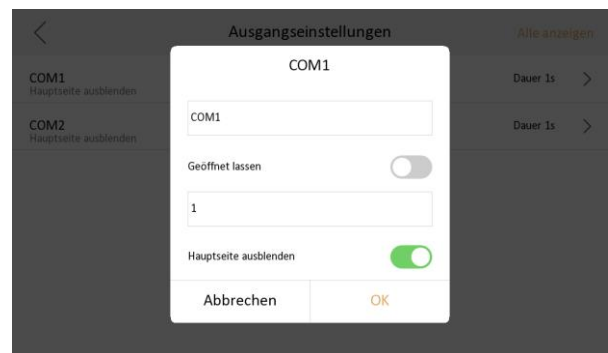 Ausgangseinstellungen
Alle anzeigen
COM1
Hauptseite ausblenden
Dauer 1s
COM2
Hauptseite ausblenden
Dauer 1s
COM1
COM1
Geöffnet lassen
1
Hauptseite ausblenden
Abbrechen
OK